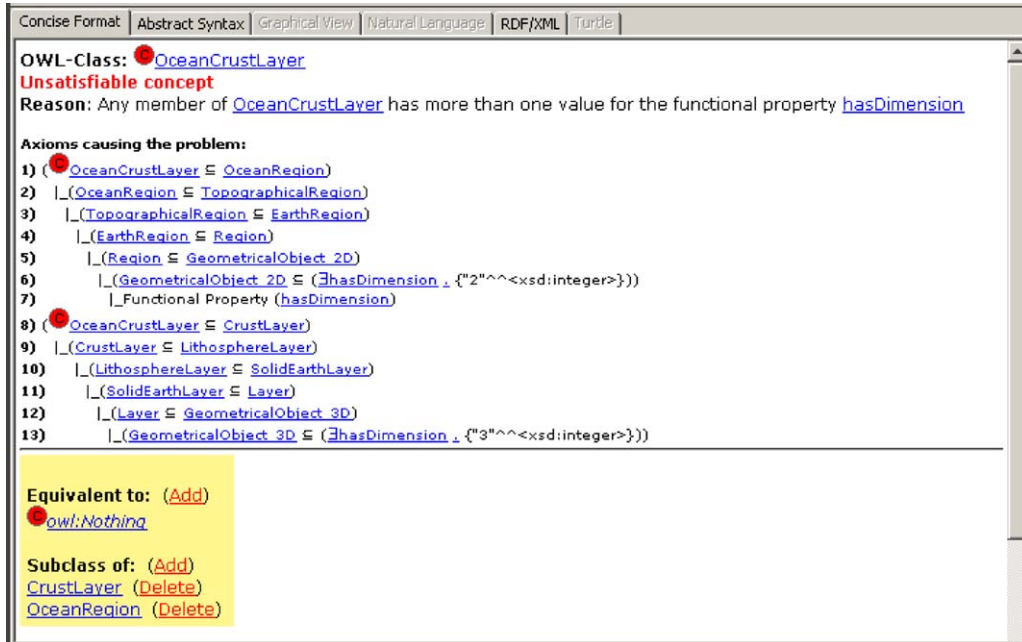 Concise Format Abstract Syntax Graphical View Natural Language RDF/XML Turtle
OWL-Class: C OceanCrustLayer
Unsatisfiable concept
Reason: Any member of OceanCrustLayer has more than one value for the functional property hasDimension
Axioms causing the problem:
1) (C OceanCrustLayer ⊆ OceanRegion)
2) |_(OceanRegion ⊆ TopographicalRegion)
3) |_(TopographicalRegion ⊆ EarthRegion)
4) |_(EarthRegion ⊆ Region)
5) |_(Region ⊆ GeometricalObject_2D)
6) |_(GeometricalObject_2D ⊆ (∃hasDimension . {"2"^^<xsd:integer>}))
7) |_Functional Property (hasDimension)
8) (C OceanCrustLayer ⊆ CrustLayer)
9) |_(CrustLayer ⊆ LithosphereLayer)
10) |_(LithosphereLayer ⊆ SolidEarthLayer)
11) |_(SolidEarthLayer ⊆ Layer)
12) |_(Layer ⊆ GeometricalObject_3D)
13) |_(GeometricalObject_3D ⊆ (∃hasDimension . {"3"^^<xsd:integer>}))
Equivalent to: (Add)
C owl:Nothing
Subclass of: (Add)
CrustLayer (Delete)
OceanRegion (Delete)